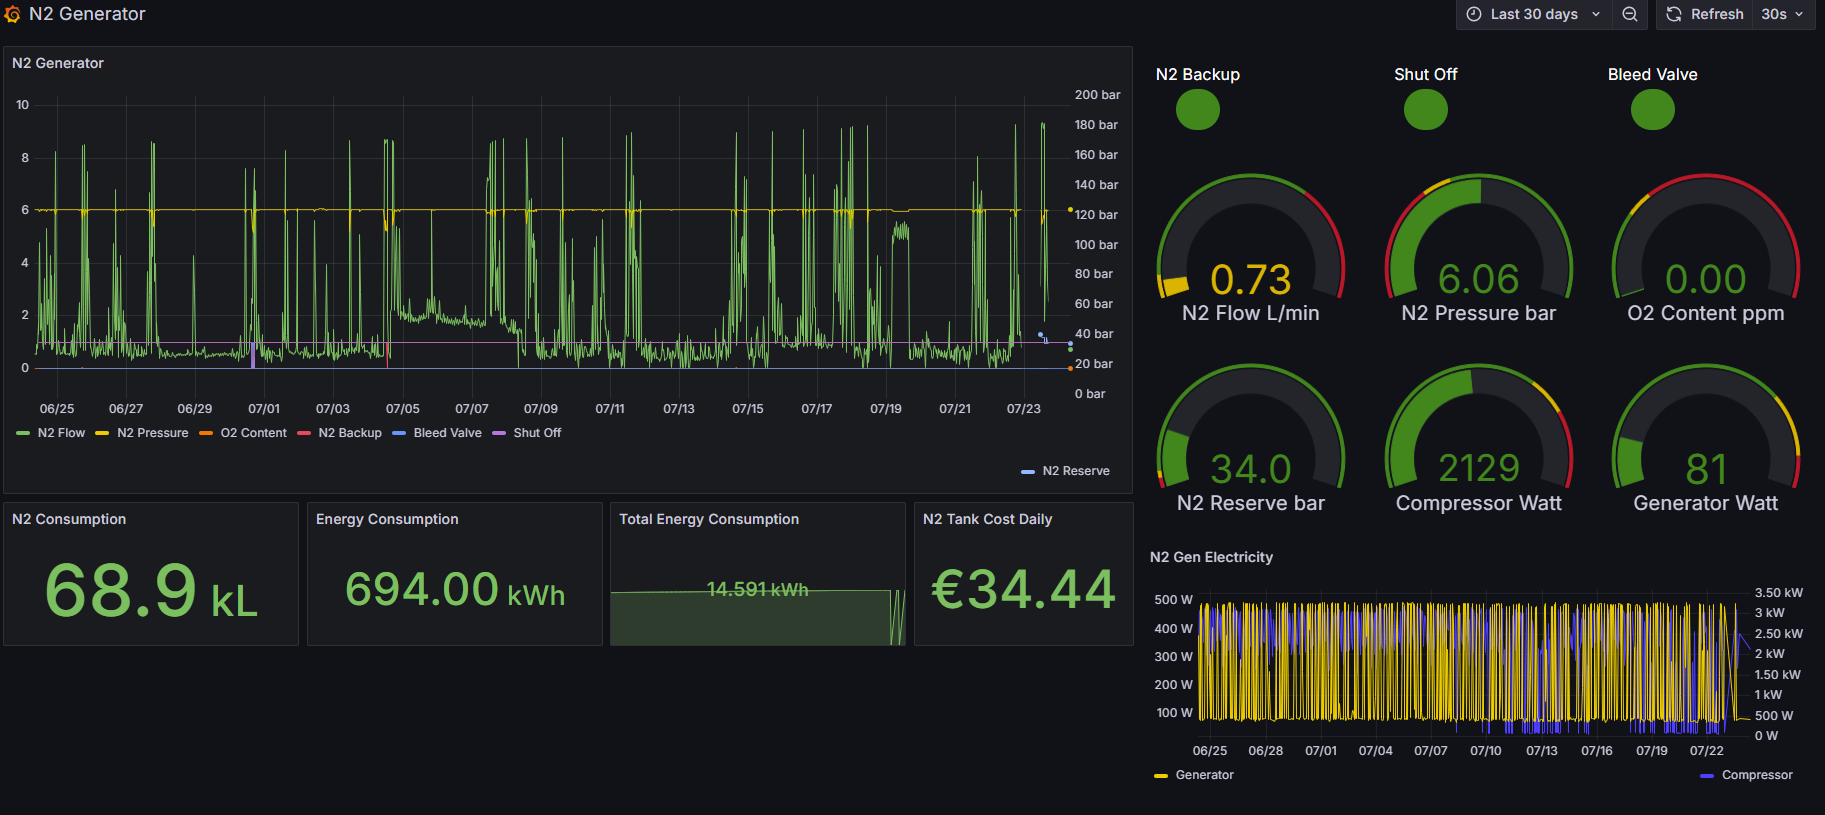 N2 Generator
Last 30 days
Refresh
30s
N2 Generator
10
8
6
4
2
0
200 bar
180 bar
160 bar
140 bar
120 bar
100 bar
80 bar
60 bar
40 bar
20 bar
0 bar
06/25 06/27 06/29 07/01 07/03 07/05 07/07 07/09 07/11 07/13 07/15 07/17 07/19 07/21 07/23
N2 Flow N2 Pressure O2 Content N2 Backup Bleed Valve Shut Off
N2 Reserve
N2 Consumption
68.9 kL
Energy Consumption
694.00 kWh
Total Energy Consumption
14.591 kWh
N2 Tank Cost Daily
€34.44
N2 Backup
Shut Off
Bleed Valve
0.73
N2 Flow L/min
6.06
N2 Pressure bar
0.00
O2 Content ppm
34.0
N2 Reserve bar
2129
Compressor Watt
81
Generator Watt
N2 Gen Electricity
500 W
400 W
300 W
200 W
100 W
3.50 kW
3 kW
2.50 kW
2 kW
1.50 kW
1 kW
500 W
0 W
06/25 06/28 07/01 07/04 07/07 07/10 07/13 07/16 07/19 07/22
Generator
Compressor